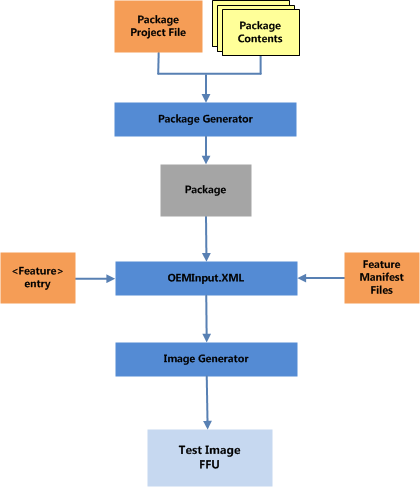 Package
Project File
Package
Contents
Package Generator
Package
<Feature>
entry
OEMInput.XML
Feature
Manifest
Files
Image Generator
Test Image
FFU